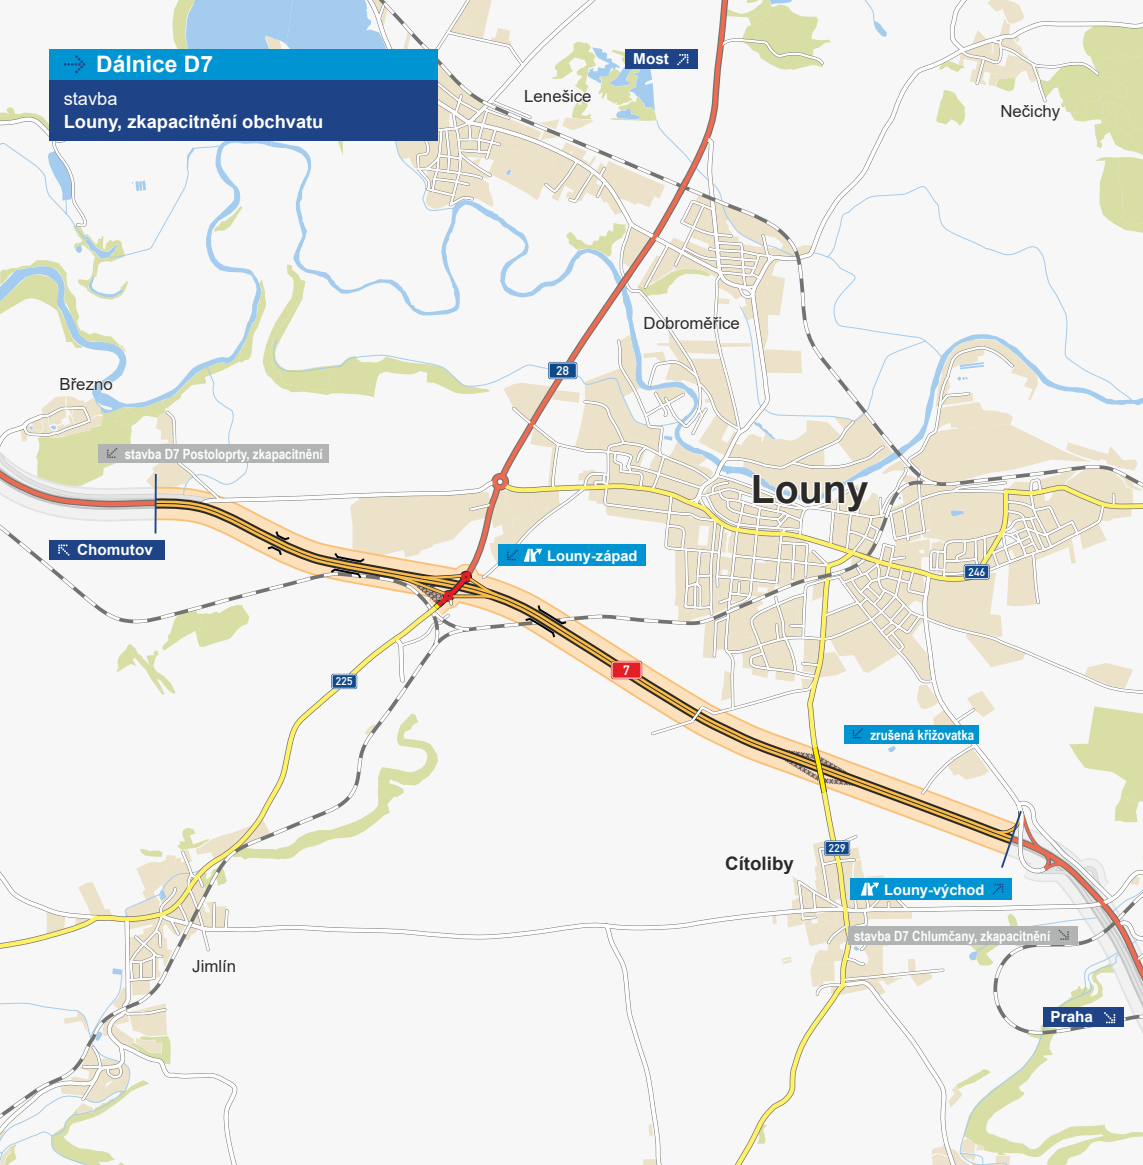 Dálnice D7
stavba
Louny, zkapacitnění obchvatu
Most
Lenešice
Nečichy
Dobroměřice
28
Březno
stavba D7 Postoloprty, zkapacitnění
Louny
Chomutov
Louny-západ
246
7
225
zrušená křižovatka
229
Cítoliby
Louny-východ
stavba D7 Chlumčany, zkapacitnění
Jimlín
Praha